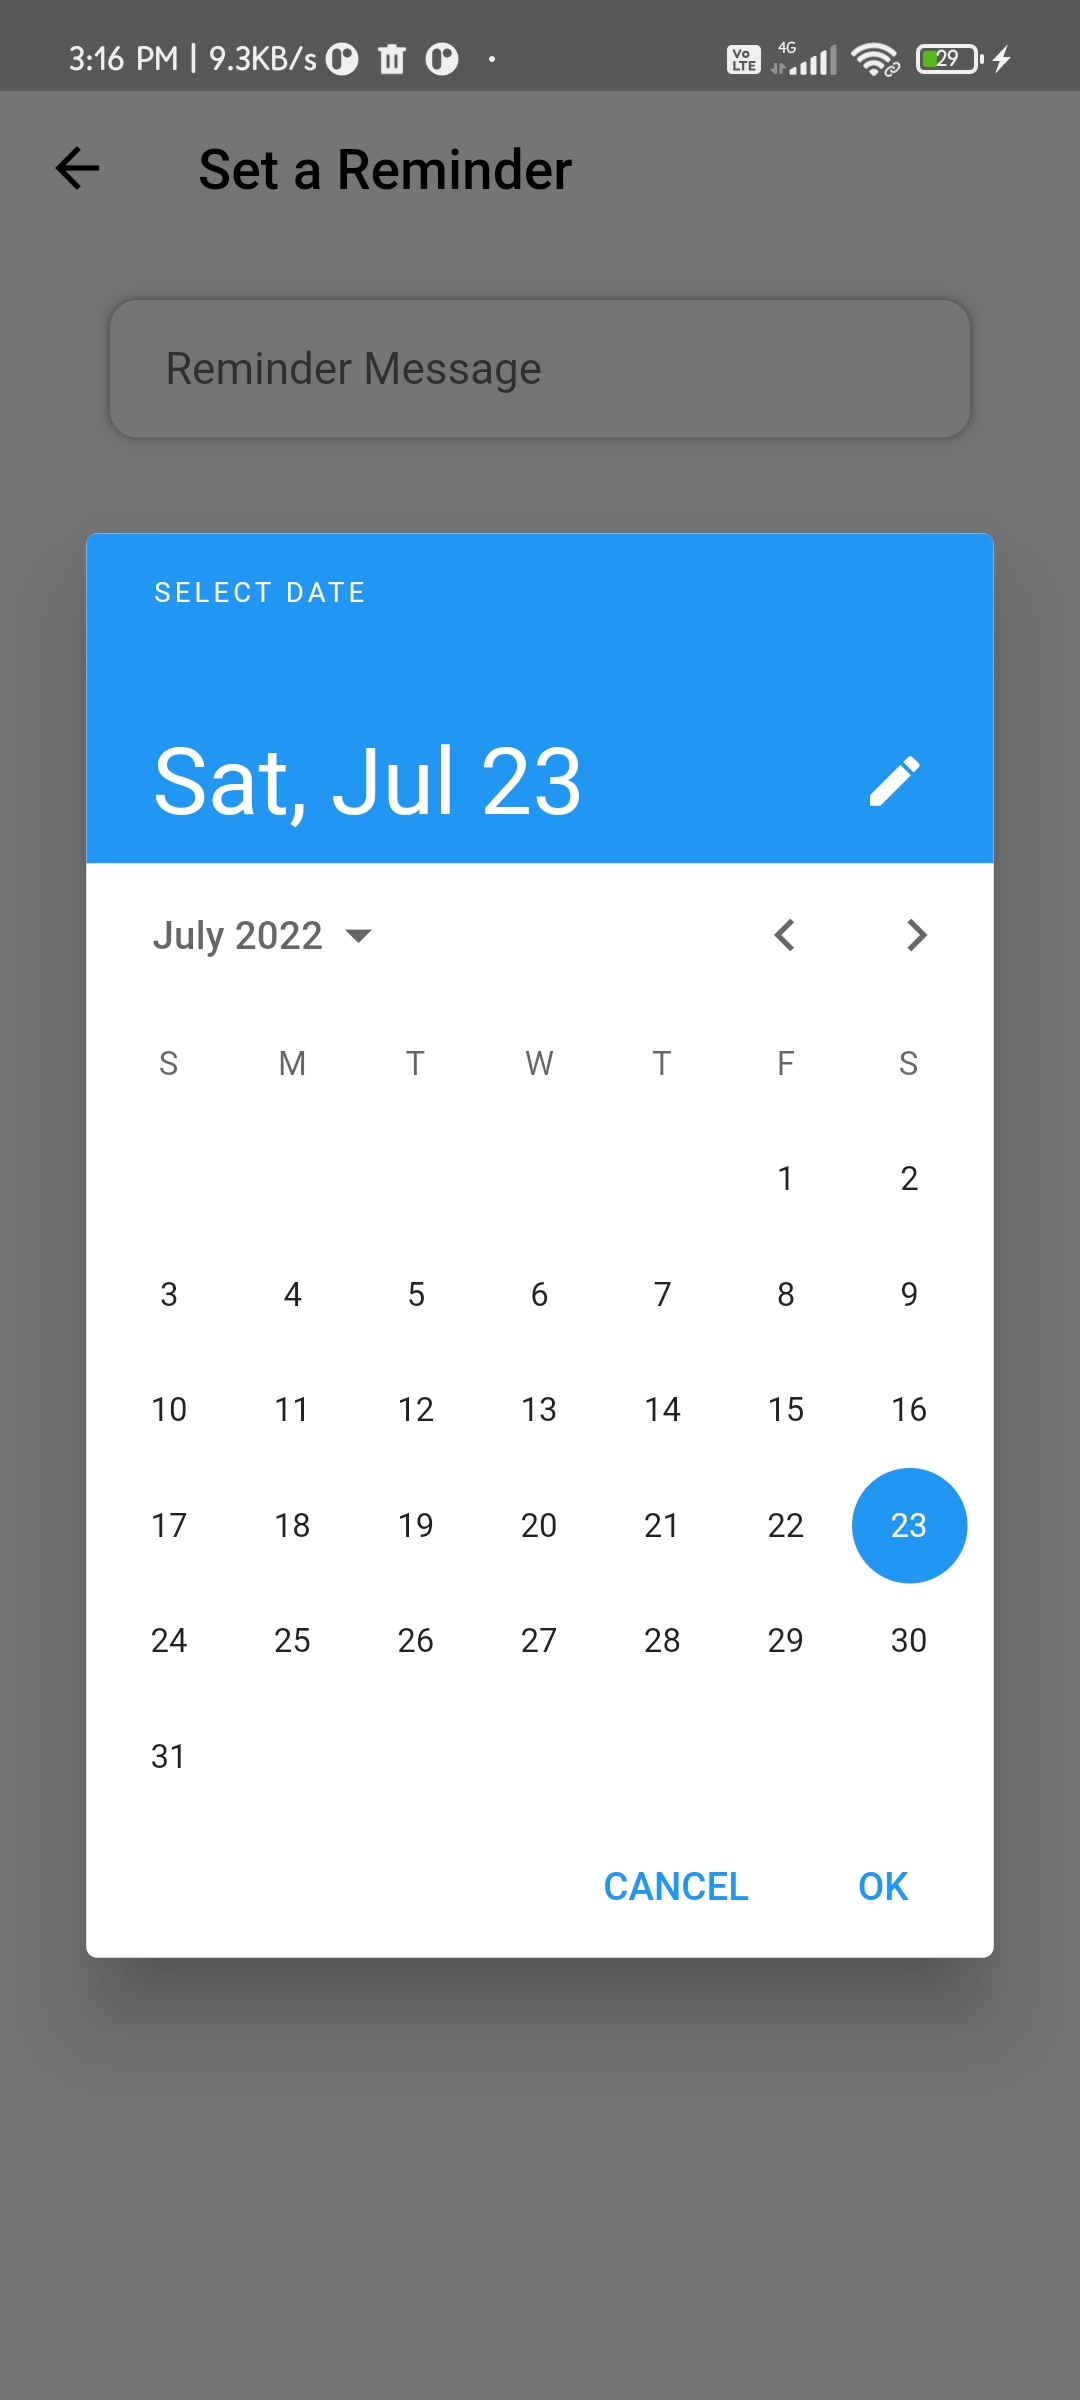 3:16 PM | 9.3KB/s Vo LTE 4G 29
Set a Reminder
Reminder Message
SELECT DATE
Sat, Jul 23
July 2022
S M T W T F S
1 2
3 4 5 6 7 8 9
10 11 12 13 14 15 16
17 18 19 20 21 22 23
24 25 26 27 28 29 30
31
CANCEL OK